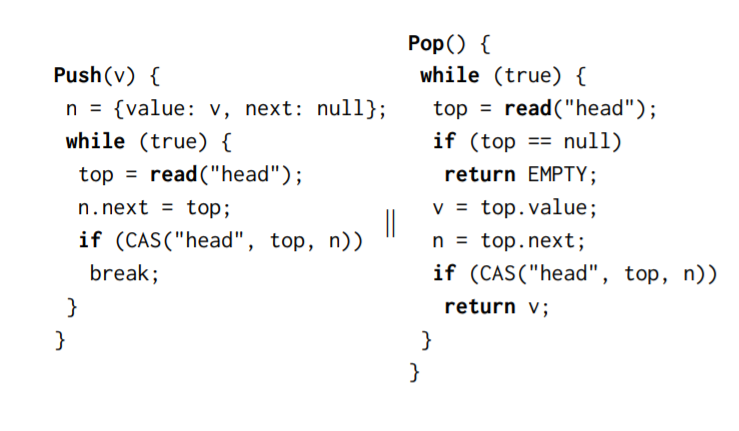 Push(v) {
n = {value: v, next: null};
while (true) {
top = read("head");
n.next = top;
if (CAS("head", top, n))
break;
}
}
||
Pop() {
while (true) {
top = read("head");
if (top == null)
return EMPTY;
v = top.value;
n = top.next;
if (CAS("head", top, n))
return v;
}
}